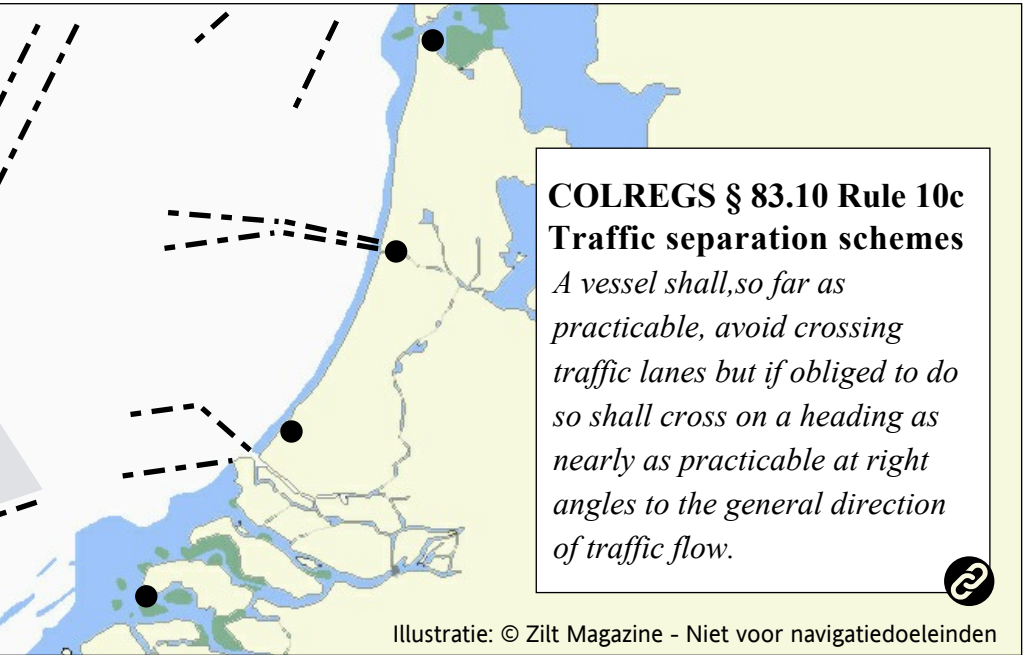 COLREGS § 83.10 Rule 10c
Traffic separation schemes
A vessel shall,so far as
practicable, avoid crossing
traffic lanes but if obliged to do
so shall cross on a heading as
nearly as practicable at right
angles to the general direction
of traffic flow.
Illustratie: © Zilt Magazine - Niet voor navigatiedoeleinden